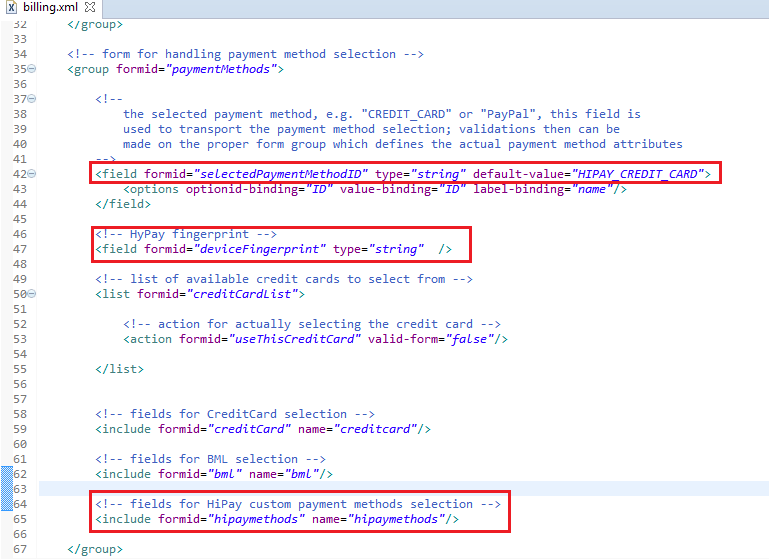 billing.xml
32 </group>
33
34 <!-- form for handling payment method selection -->
35 <group formid="paymentMethods">
36
37 <!--
38 the selected payment method, e.g. "CREDIT_CARD" or "PayPal", this field is
39 used to transport the payment method selection; validations then can be
40 made on the proper form group which defines the actual payment method attributes
41 -->
42 <field formid="selectedPaymentMethodID" type="string" default-value="HIPAY_CREDIT_CARD">
43 <options optionid-binding="ID" value-binding="ID" label-binding="name"/>
44 </field>
45
46 <!-- HyPay fingerprint -->
47 <field formid="deviceFingerprint" type="string"  />
48
49 <!-- list of available credit cards to select from -->
50 <list formid="creditCardList">
51
52 <!-- action for actually selecting the credit card -->
53 <action formid="useThisCreditCard" valid-form="false"/>
54
55 </list>
56
57
58 <!-- fields for CreditCard selection -->
59 <include formid="creditCard" name="creditcard"/>
60
61 <!-- fields for BML selection -->
62 <include formid="bml" name="bml"/>
63
64 <!-- fields for HiPay custom payment methods selection -->
65 <include formid="hipaymethods" name="hipaymethods"/>
66
67 </group>